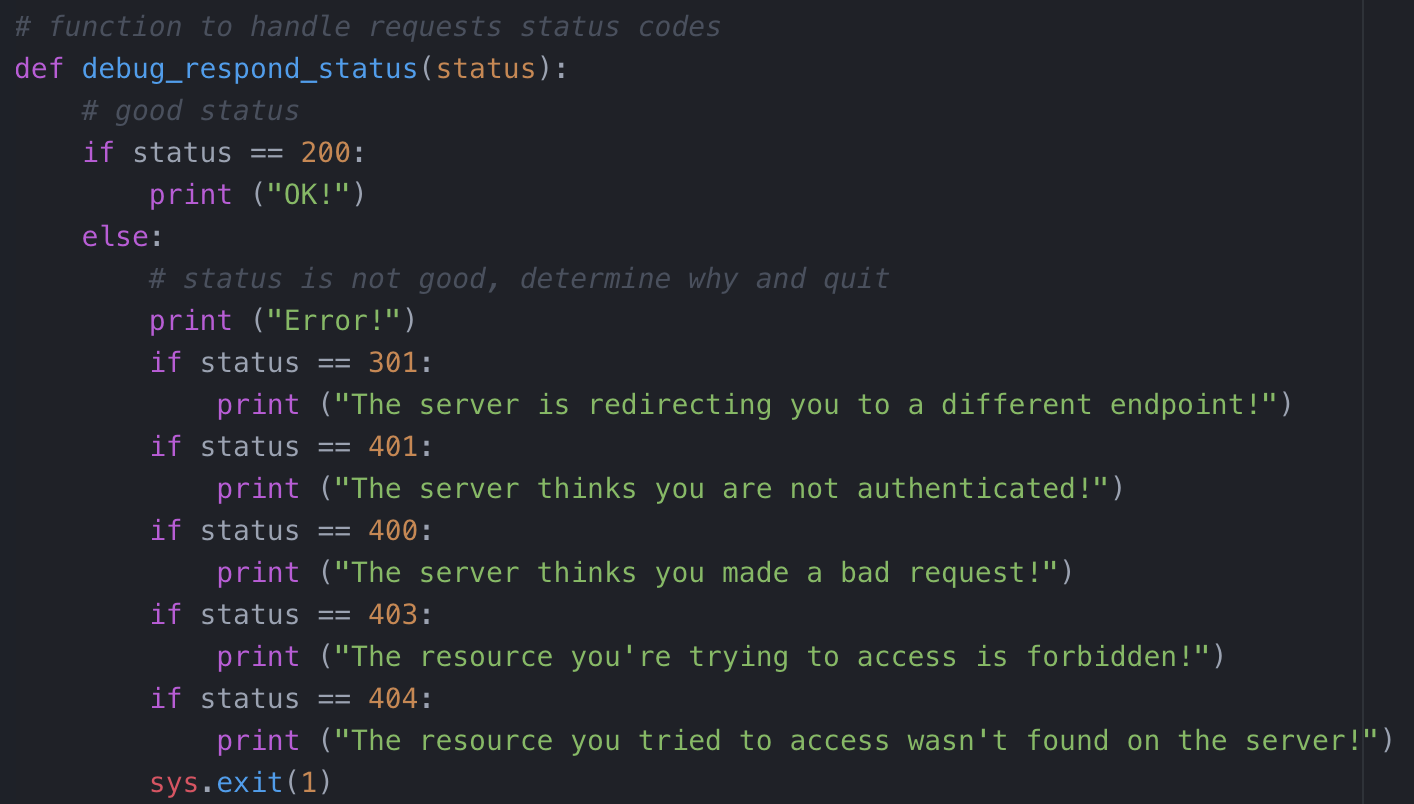 # function to handle requests status codes
def debug_respond_status(status):
    # good status
    if status == 200:
        print ("OK!")
    else:
        # status is not good, determine why and quit
        print ("Error!")
        if status == 301:
            print ("The server is redirecting you to a different endpoint!")
        if status == 401:
            print ("The server thinks you are not authenticated!")
        if status == 400:
            print ("The server thinks you made a bad request!")
        if status == 403:
            print ("The resource you're trying to access is forbidden!")
        if status == 404:
            print ("The resource you tried to access wasn't found on the server!")
        sys.exit(1)